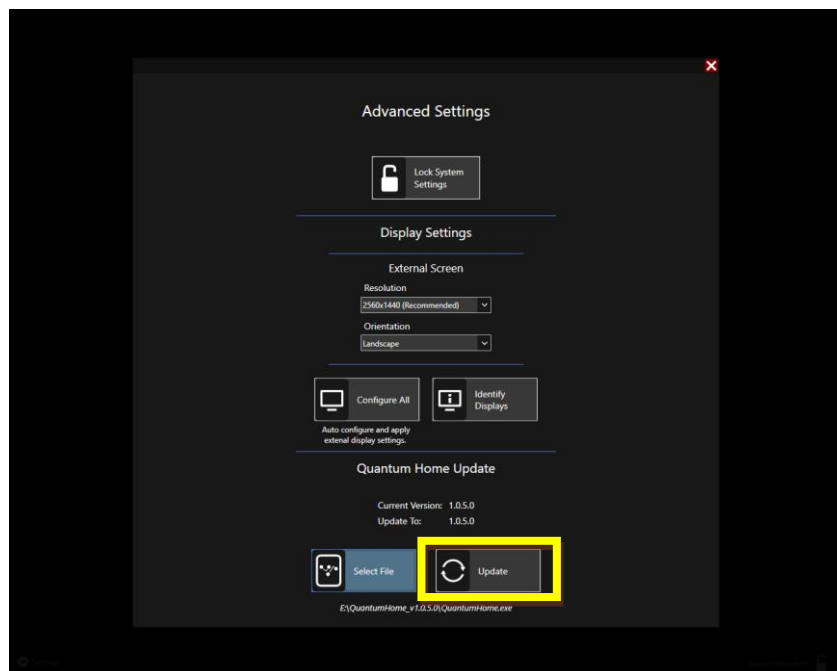 Advanced Settings
Lock System
Settings
Display Settings
External Screen
Resolution
2560x1440 (Recommended)
Orientation
Landscape
Configure All
Identify
Displays
Auto configure and apply
extenal display settings.
Quantum Home Update
Current Version: 1.0.5.0
Update To: 1.0.5.0
Select File
Update
E:\QuantumHome_v1.0.5.0\QuantumHome.exe